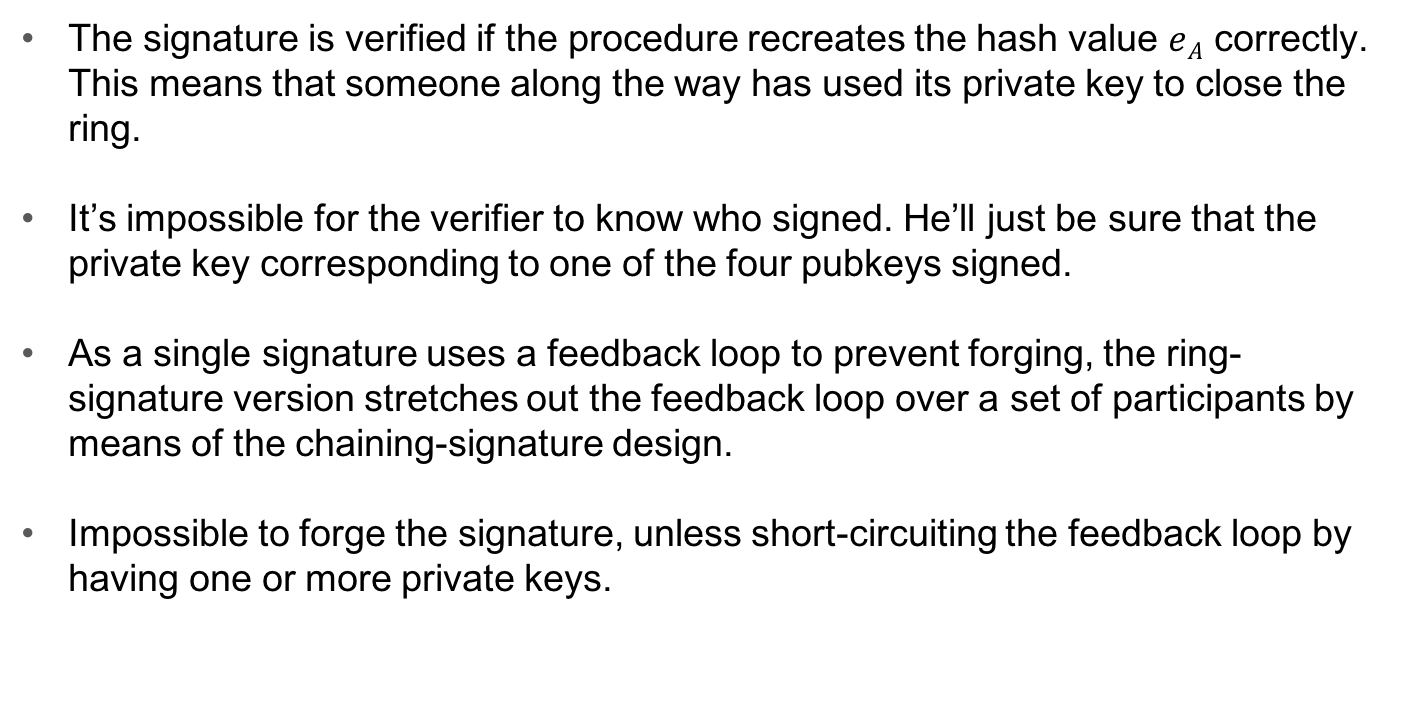 • The signature is verified if the procedure recreates the hash value e_A correctly.
This means that someone along the way has used its private key to close the
ring.
• It’s impossible for the verifier to know who signed. He’ll just be sure that the
private key corresponding to one of the four pubkeys signed.
• As a single signature uses a feedback loop to prevent forging, the ring-
signature version stretches out the feedback loop over a set of participants by
means of the chaining-signature design.
• Impossible to forge the signature, unless short-circuiting the feedback loop by
having one or more private keys.